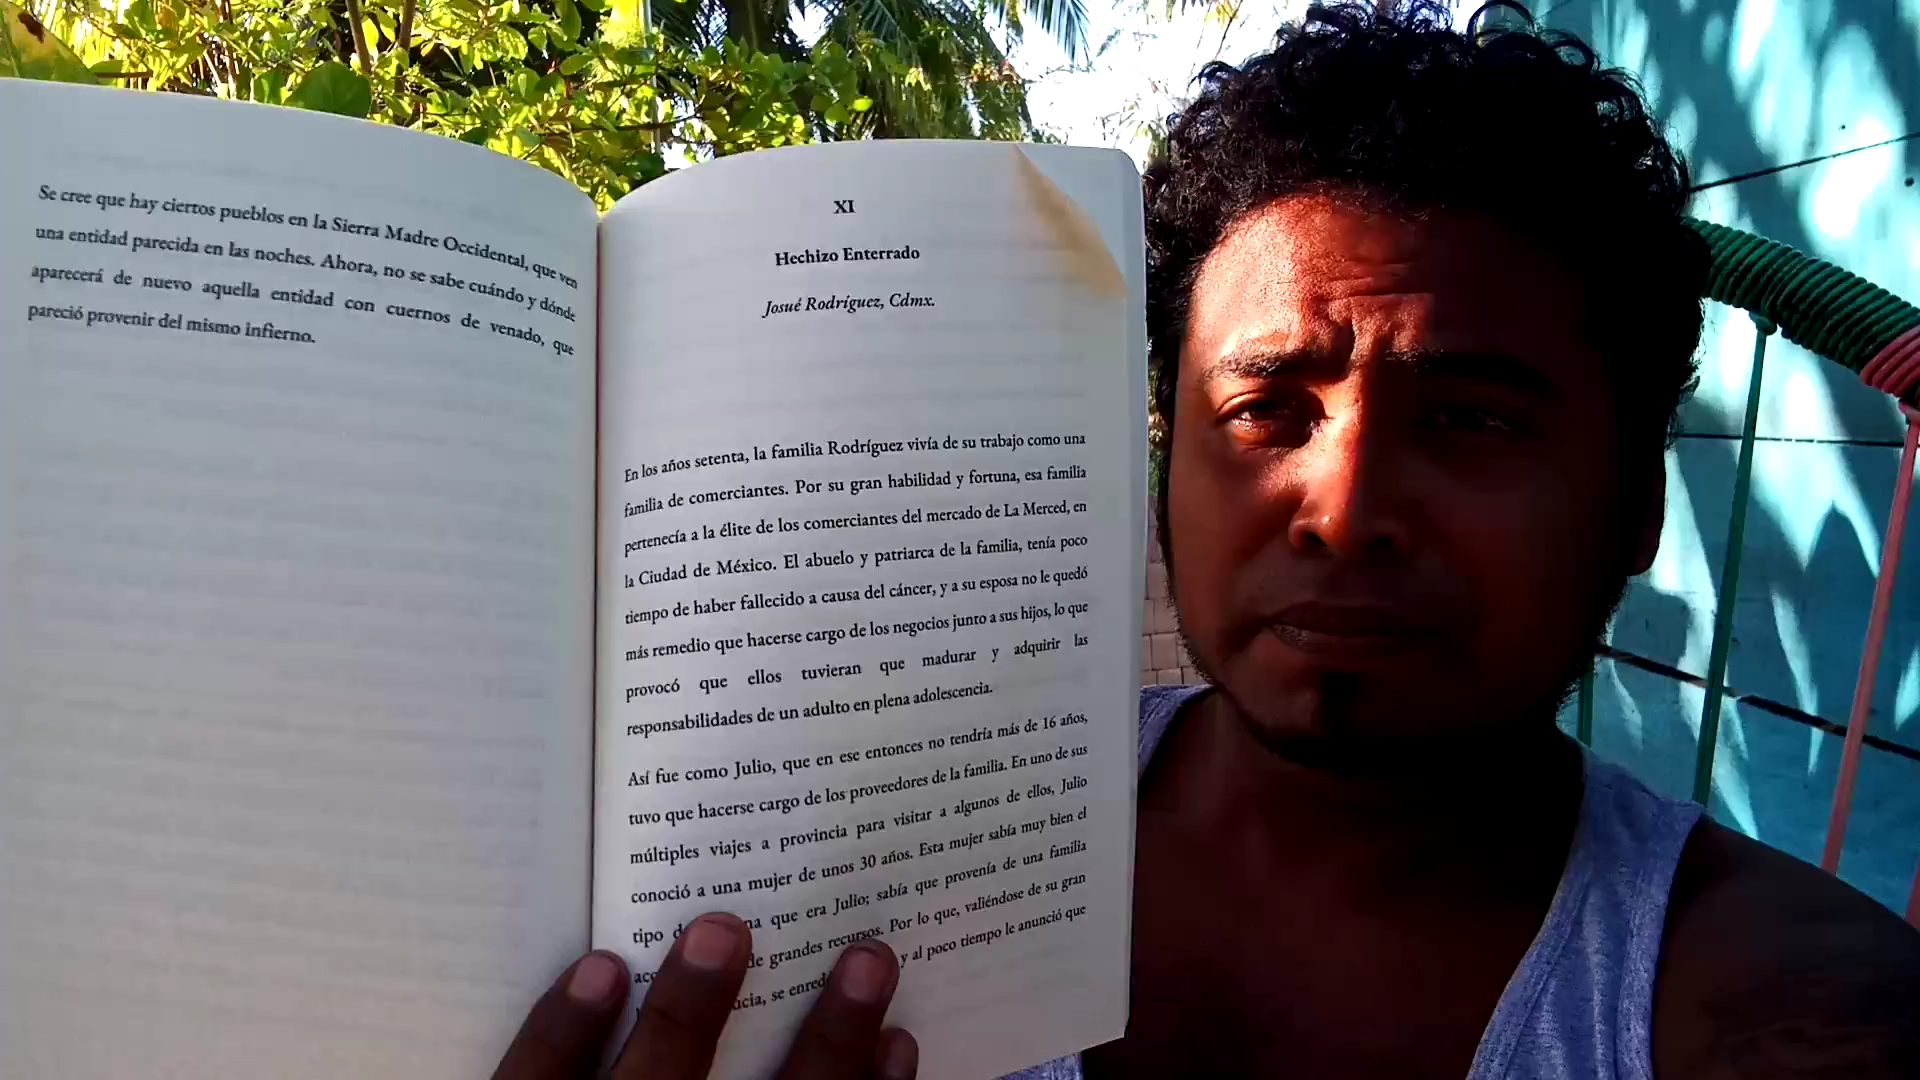 Se cree que hay ciertos pueblos en la Sierra Madre Occidental, que ven
una entidad parecida en las noches. Ahora, no se sabe cuándo y dónde
aparecerá de nuevo aquella entidad con cuernos de venado, que
pareció provenir del mismo infierno.
XI
Hechizo Enterrado
Josué Rodríguez, Cdmx.
En los años setenta, la familia Rodríguez vivía de su trabajo como una
familia de comerciantes. Por su gran habilidad y fortuna, esa familia
pertenecía a la élite de los comerciantes del mercado de La Merced, en
la Ciudad de México. El abuelo y patriarca de la familia, tenía poco
tiempo de haber fallecido a causa del cáncer, y a su esposa no le quedó
más remedio que hacerse cargo de los negocios junto a sus hijos, lo que
provocó que ellos tuvieran que madurar y adquirir las
responsabilidades de un adulto en plena adolescencia.
Así fue como Julio, que en ese entonces no tendría más de 16 años,
tuvo que hacerse cargo de los proveedores de la familia. En uno de sus
múltiples viajes a provincia para visitar a algunos de ellos, Julio
conoció a una mujer de unos 30 años. Esta mujer sabía muy bien el
tipo que era Julio; sabía que provenía de una familia
de grandes recursos. Por lo que, valiéndose de su gran
se y al poco tiempo le anunció que